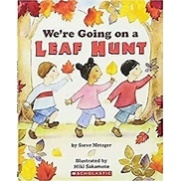 We're Going on a
LEAF HUNT
by Steve Metzger
Illustrated by
Miki Sakamoto
SCHOLASTIC